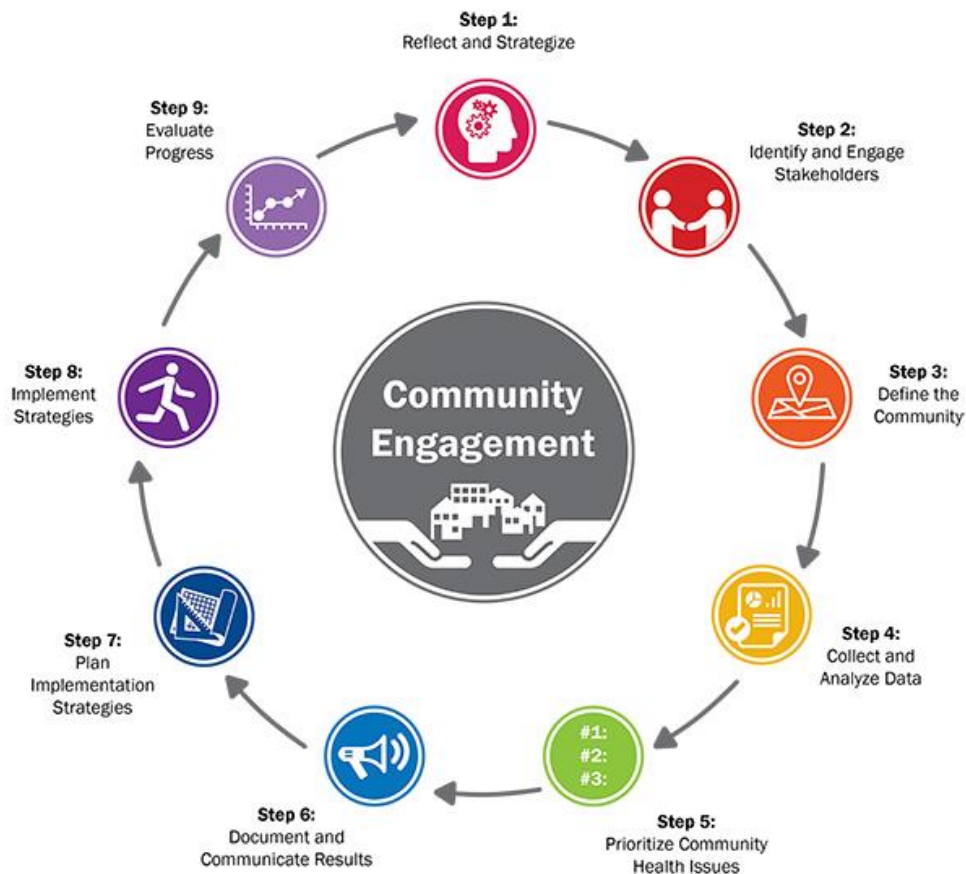 Step 1:
Reflect and Strategize
Step 2:
Identify and Engage
Stakeholders
Step 3:
Define the
Community
Step 4:
Collect and
Analyze Data
Step 5:
Prioritize Community
Health Issues
#1:
#2:
#3:
Step 6:
Document and
Communicate Results
Step 7:
Plan
Implementation
Strategies
Step 8:
Implement
Strategies
Step 9:
Evaluate
Progress
Community
Engagement